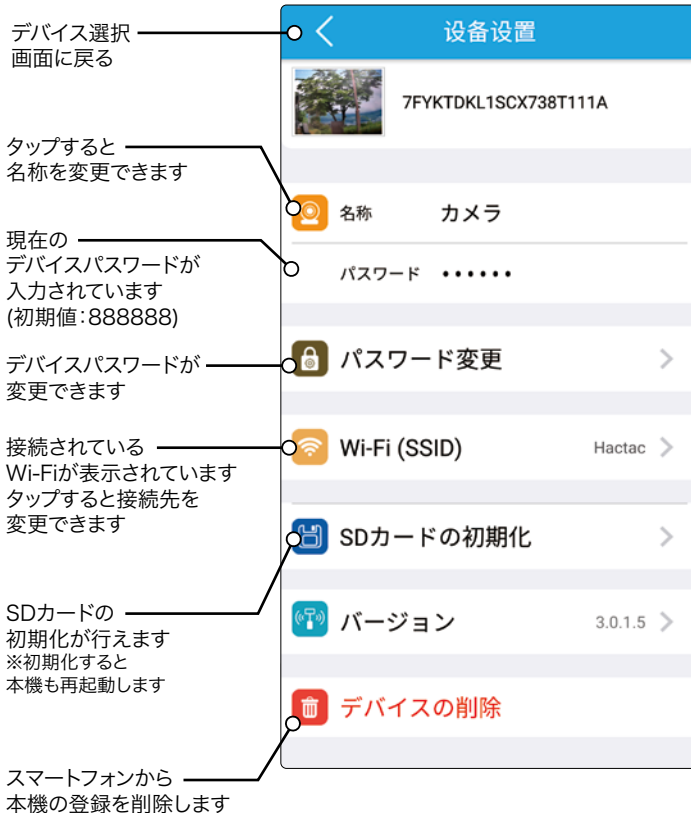 デバイス選択
画面に戻る
设备设置
7FYKTDKL1SCX738T111A
タップすると
名称を変更できます
名称 カメラ
現在の
デバイスパスワードが
入力されています
(初期値:888888)
パスワード ••••••
デバイスパスワードが
変更できます
パスワード変更
接続されている
Wi-Fiが表示されています
タップすると接続先を
変更できます
Wi-Fi (SSID) Hactac
SDカードの初期化
SDカードの
初期化が行えます
※初期化すると
本機も再起動します
バージョン 3.0.1.5
デバイスの削除
スマートフォンから
本機の登録を削除します